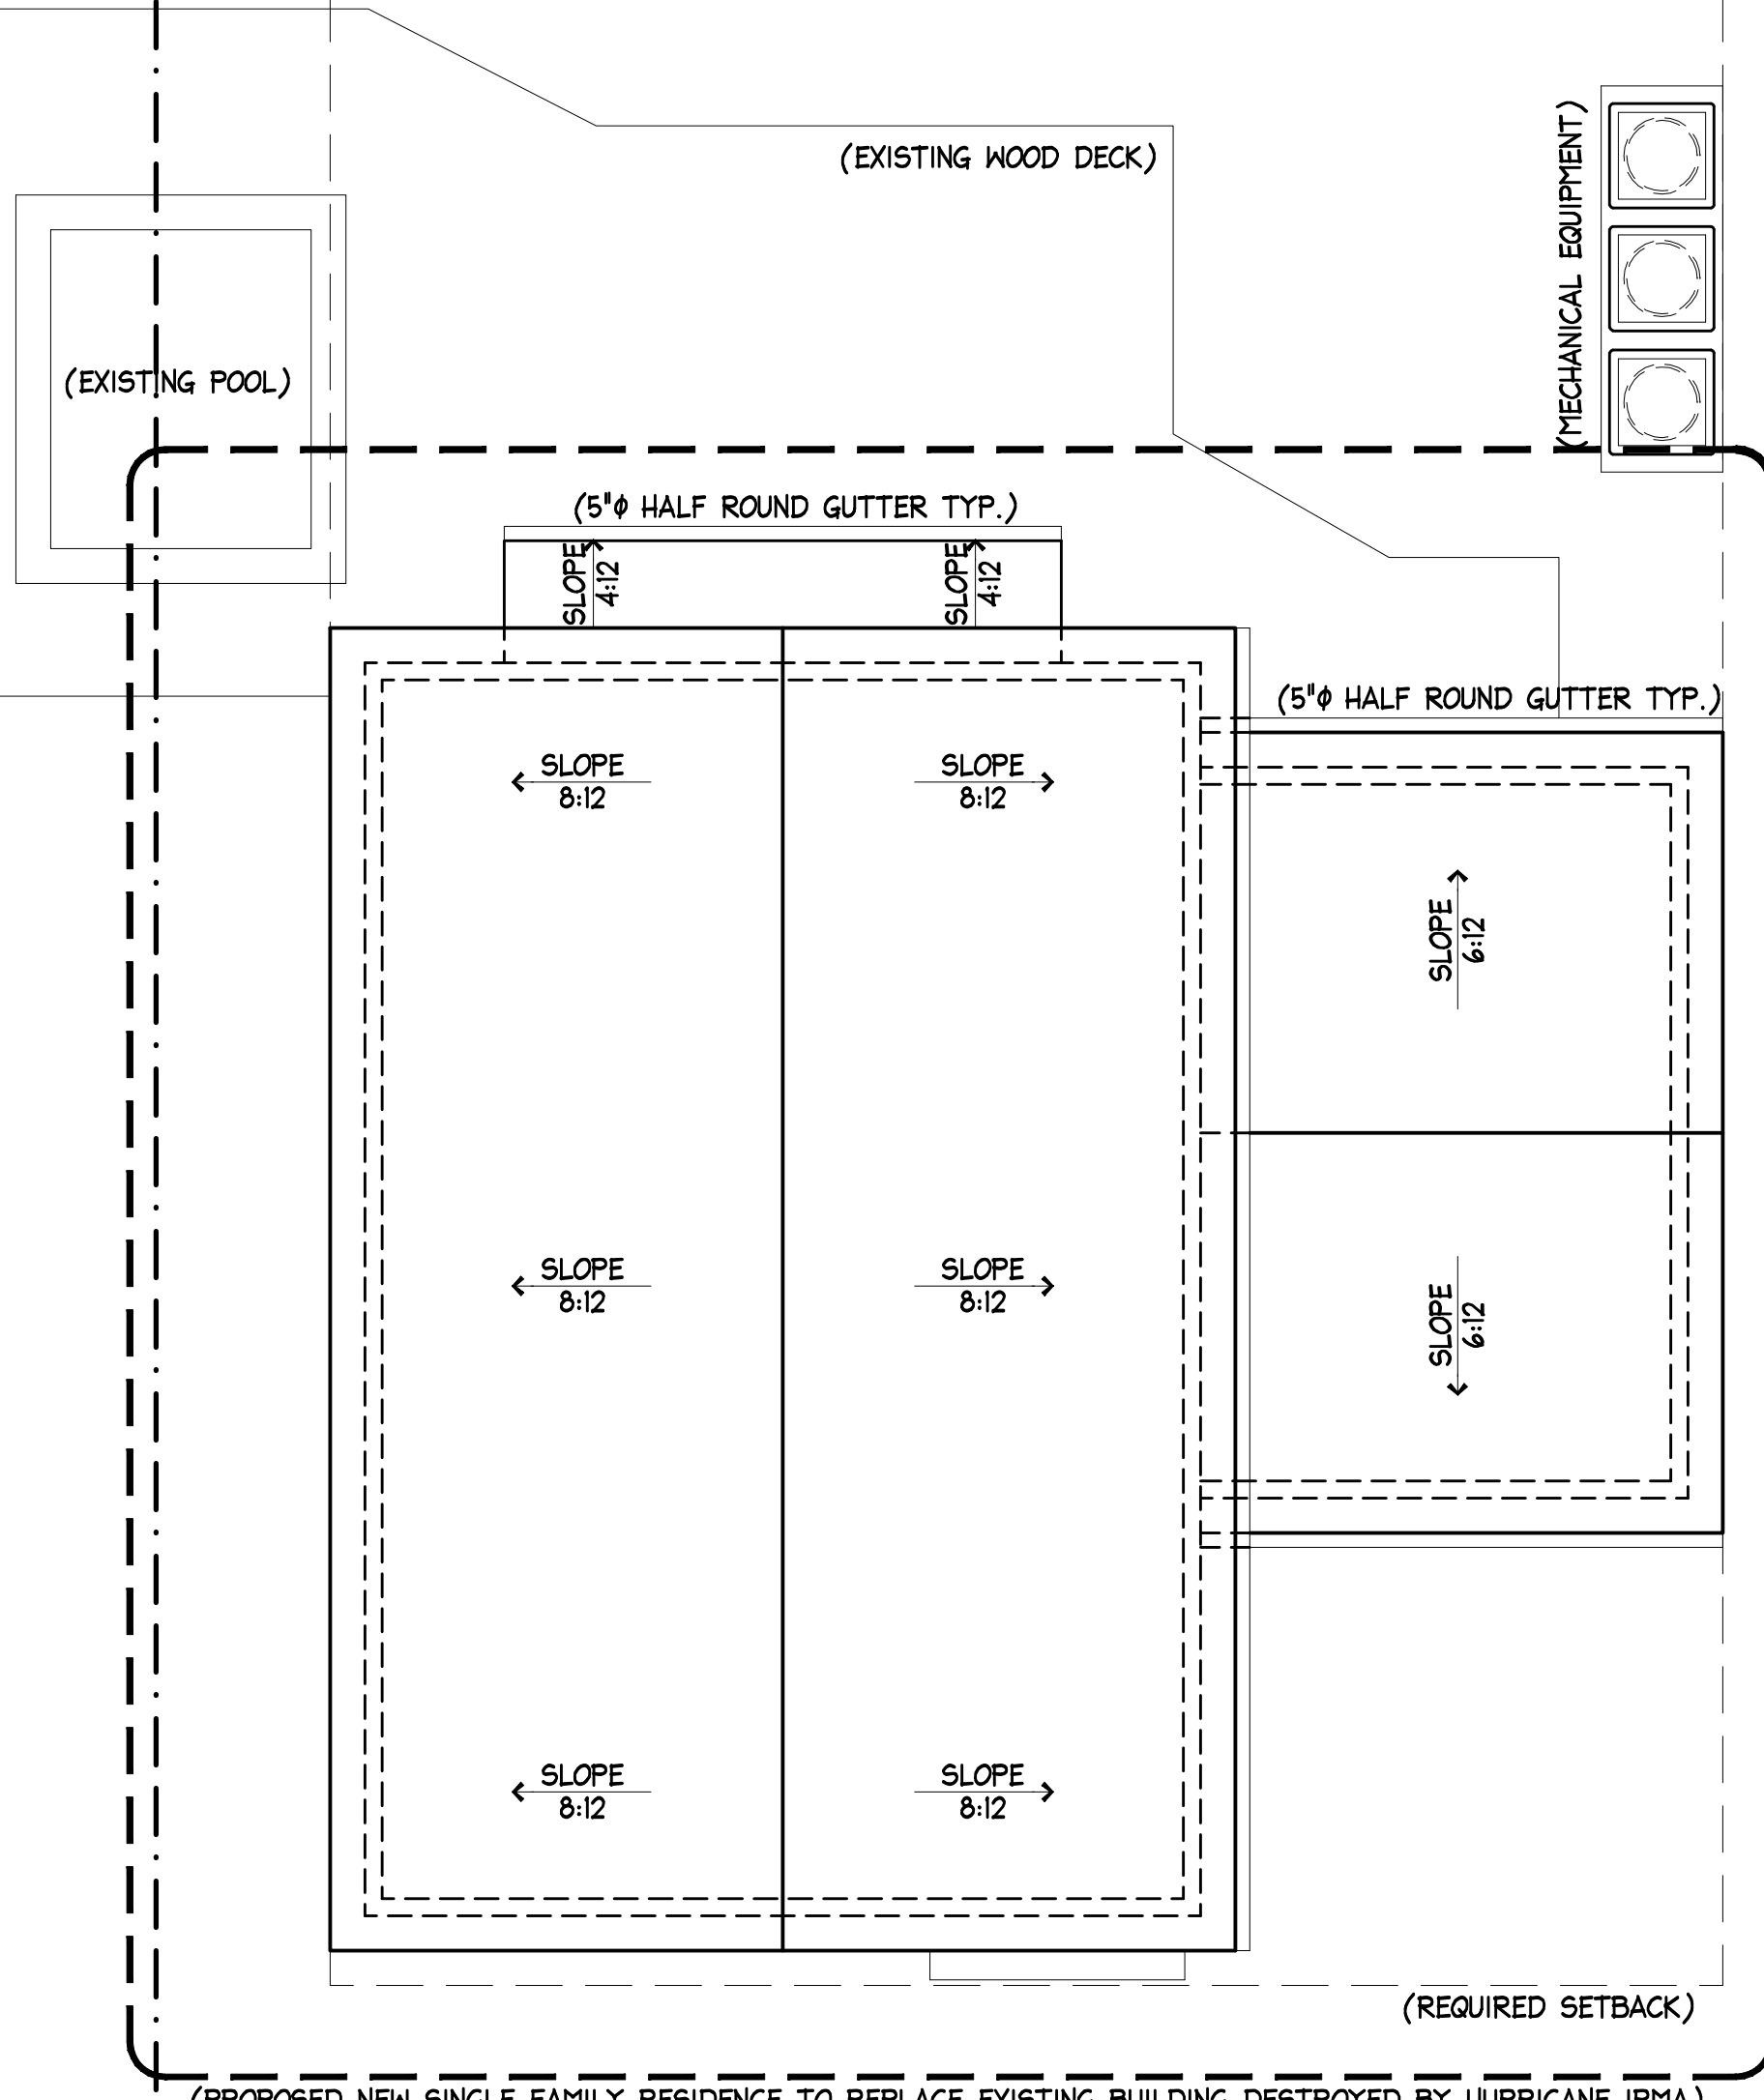 (EXISTING WOOD DECK)
(MECHANICAL EQUIPMENT)
(EXISTING POOL)
(5"φ HALF ROUND GUTTER TYP.)
SLOPE
4:12
SLOPE
4:12
(5"φ HALF ROUND GUTTER TYP.)
SLOPE
8:12
SLOPE
8:12
SLOPE
6:12
SLOPE
8:12
SLOPE
8:12
SLOPE
6:12
SLOPE
8:12
SLOPE
8:12
(REQUIRED SETBACK)
(PROPOSED NEW SINGLE FAMILY RESIDENCE TO REPLACE EXISTING BUILDING DESTROYED BY HURRICANE IRMA)